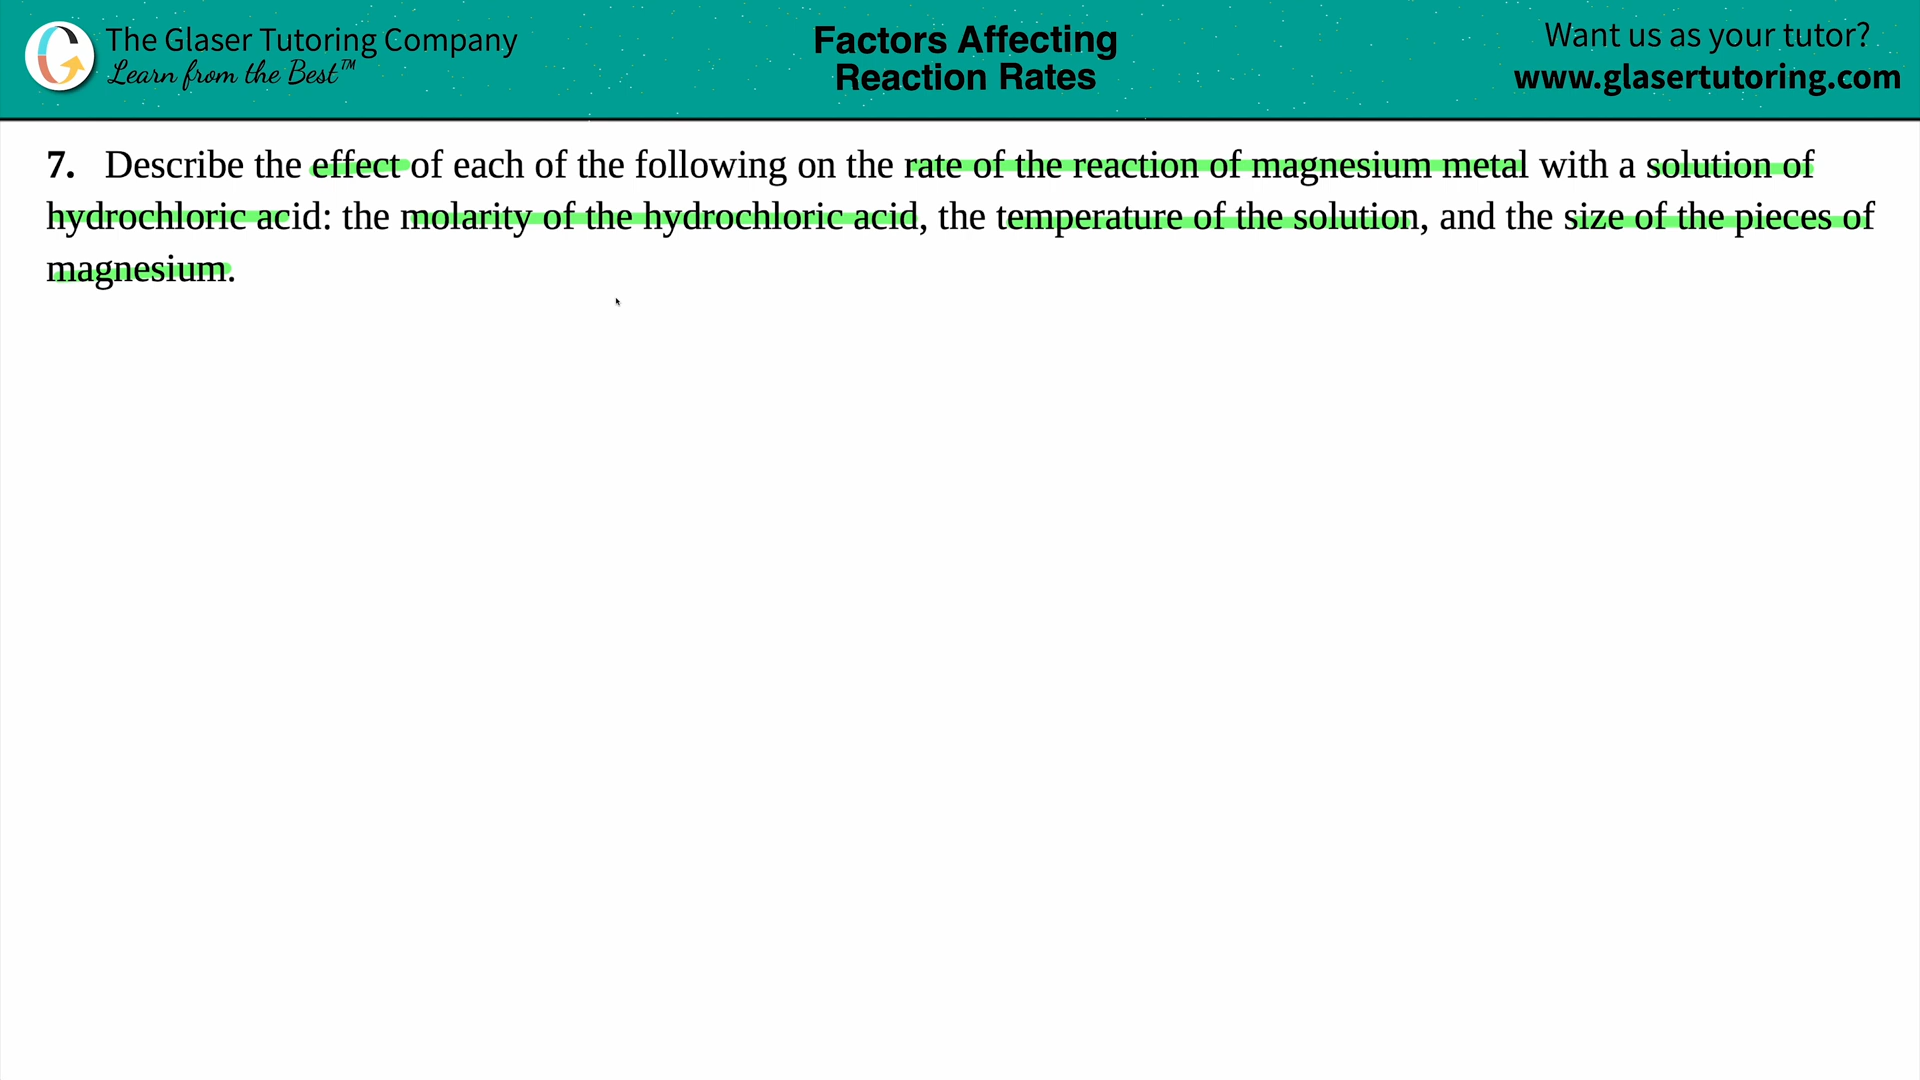 The Glaser Tutoring Company
Learn from the Best™
Factors Affecting
Reaction Rates
Want us as your tutor?
www.glasertutoring.com
7. Describe the effect of each of the following on the rate of the reaction of magnesium metal with a solution of
hydrochloric acid: the molarity of the hydrochloric acid, the temperature of the solution, and the size of the pieces of
magnesium.